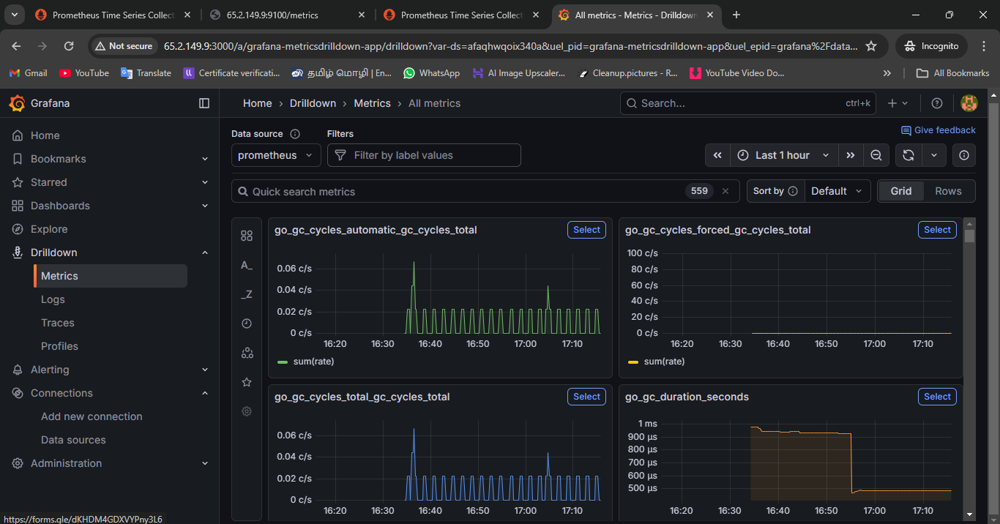 Prometheus Time Series Collect
65.2.149.9:9100/metrics
Prometheus Time Series Collect
All metrics - Metrics - Drilldown
Not secure
65.2.149.9:3000/a/grafana-metricsdrilldown-app/drilldown?var-ds=afaqhwqoix340a&uel_pid=grafana-metricsdrilldown-app&uel_epid=grafana%2Fdata...
Incognito
Gmail
YouTube
Translate
Certificate verificati...
தமிழ் மொழி | En...
WhatsApp
AI Image Upscaler...
Cleanup.pictures - R...
YouTube Video Do...
»
All Bookmarks
Grafana
Home › Drilldown › Metrics › All metrics
Search...
ctrl+k
Home
Bookmarks
Starred
Dashboards
Explore
Drilldown
Metrics
Logs
Traces
Profiles
Alerting
Connections
Add new connection
Data sources
Administration
Data source
Filters
Give feedback
prometheus
Filter by label values
Last 1 hour
Quick search metrics
559
Sort by
Default
Grid
Rows
A_
_Z
go_gc_cycles_automatic_gc_cycles_total
Select
0.06 c/s
0.04 c/s
0.02 c/s
0 c/s
16:20 16:30 16:40 16:50 17:00 17:10
sum(rate)
go_gc_cycles_forced_gc_cycles_total
Select
100 c/s
80 c/s
60 c/s
40 c/s
20 c/s
0 c/s
16:20 16:30 16:40 16:50 17:00 17:10
sum(rate)
go_gc_cycles_total_gc_cycles_total
Select
0.06 c/s
0.04 c/s
0.02 c/s
0 c/s
16:20 16:30 16:40 16:50 17:00 17:10
go_gc_duration_seconds
Select
1 ms
900 µs
800 µs
700 µs
600 µs
500 µs
16:20 16:30 16:40 16:50 17:00 17:10
https://forms.gle/dKHDM4GDXVYPny3L6